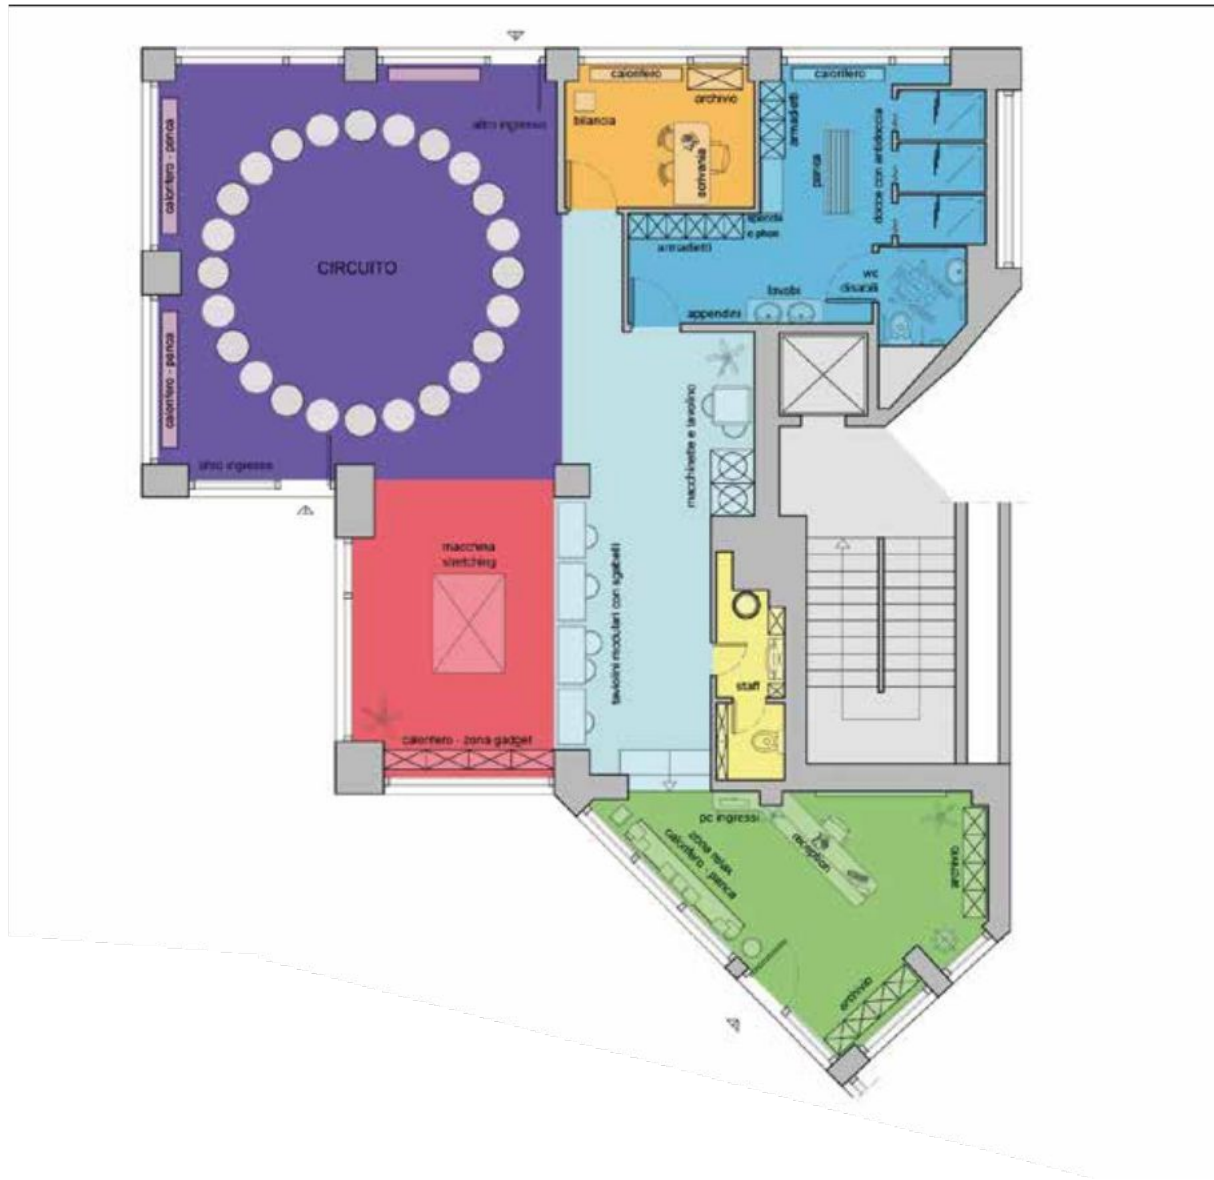 calorifero
calorifero
archivio
bilancia
scrivania
armadietti
panca
docce con antidoccia
altro ingresso
calorifero - panca
CIRCUITO
e phon
armadietti
wc
disabili
lavabi
appendini
calorifero - panca
macchinette e tavolino
altro ingresso
macchina
stretching
tavolini modulari con sgabelli
staff
calorifero - zona gadget
pc ingressi
reception
zona relax
calorifero - panca
archivio
archivio